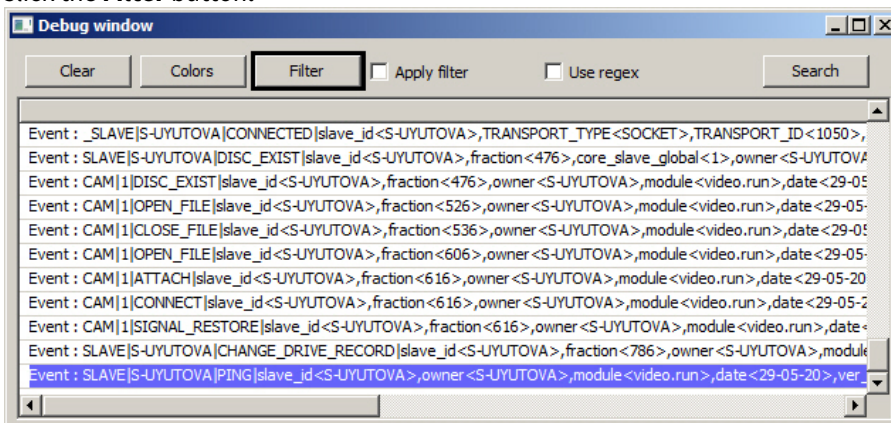 Click the Filter button.
Debug window
Clear Colors Filter Apply filter Use regex Search
Event : _SLAVE|S-UYUTOVA|CONNECTED|slave_id<S-UYUTOVA>,TRANSPORT_TYPE<SOCKET>,TRANSPORT_ID<1050>,
Event : SLAVE|S-UYUTOVA|DISC_EXIST|slave_id<S-UYUTOVA>,fraction<476>,core_slave_global<1>,owner<S-UYUTOVA
Event : CAM|1|DISC_EXIST|slave_id<S-UYUTOVA>,fraction<476>,owner<S-UYUTOVA>,module<video.run>,date<29-05
Event : CAM|1|OPEN_FILE|slave_id<S-UYUTOVA>,fraction<526>,owner<S-UYUTOVA>,module<video.run>,date<29-05-
Event : CAM|1|CLOSE_FILE|slave_id<S-UYUTOVA>,fraction<536>,owner<S-UYUTOVA>,module<video.run>,date<29-05
Event : CAM|1|OPEN_FILE|slave_id<S-UYUTOVA>,fraction<606>,owner<S-UYUTOVA>,module<video.run>,date<29-05-
Event : CAM|1|ATTACH|slave_id<S-UYUTOVA>,fraction<616>,owner<S-UYUTOVA>,module<video.run>,date<29-05-20
Event : CAM|1|CONNECT|slave_id<S-UYUTOVA>,fraction<616>,owner<S-UYUTOVA>,module<video.run>,date<29-05-2
Event : CAM|1|SIGNAL_RESTORE|slave_id<S-UYUTOVA>,fraction<616>,owner<S-UYUTOVA>,module<video.run>,date<
Event : SLAVE|S-UYUTOVA|CHANGE_DRIVE_RECORD|slave_id<S-UYUTOVA>,fraction<786>,owner<S-UYUTOVA>,module
Event : SLAVE|S-UYUTOVA|PING|slave_id<S-UYUTOVA>,owner<S-UYUTOVA>,module<video.run>,date<29-05-20>,ver_